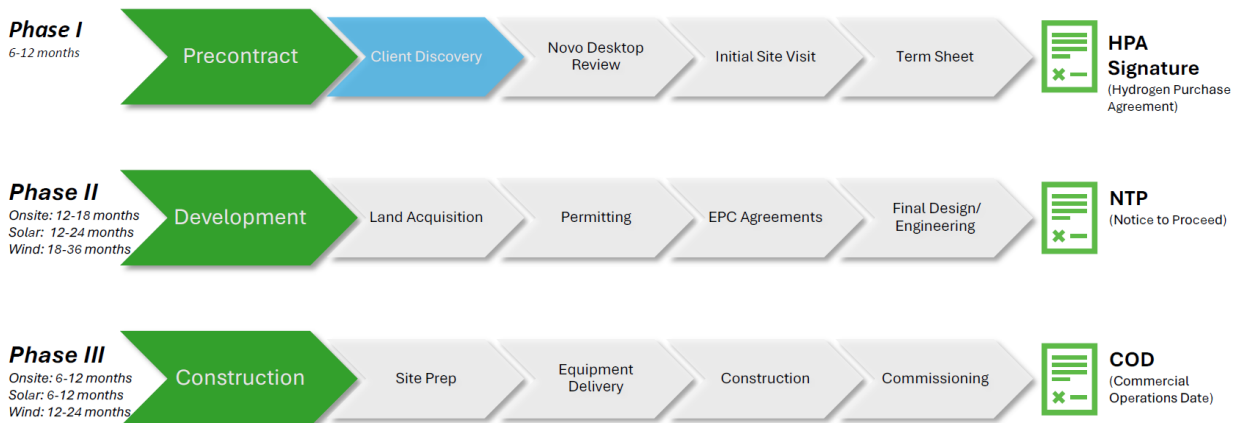 Phase I
6-12 months
Precontract
Client Discovery
Novo Desktop
Review
Initial Site Visit
Term Sheet
HPA
Signature
(Hydrogen Purchase
Agreement)
Phase II
Onsite: 12-18 months
Solar: 12-24 months
Wind: 18-36 months
Development
Land Acquisition
Permitting
EPC Agreements
Final Design/
Engineering
NTP
(Notice to Proceed)
Phase III
Onsite: 6-12 months
Solar: 6-12 months
Wind: 12-24 months
Construction
Site Prep
Equipment
Delivery
Construction
Commissioning
COD
(Commercial
Operations Date)